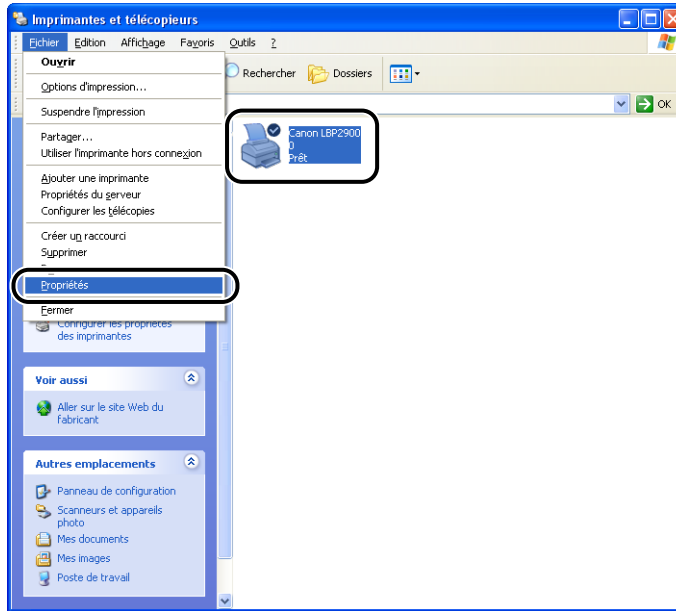 Imprimantes et télécopieurs
Fichier Edition Affichage Favoris Outils ?
Ouvrir
Rechercher Dossiers
Options d'impression...
Suspendre l'impression
OK
Partager...
Utiliser l'imprimante hors connexion
Canon LBP2900
0
Prêt
Ajouter une imprimante
Propriétés du serveur
Configurer les télécopies
Créer un raccourci
Supprimer
Propriétés
Fermer
Configurer les propriétés
des imprimantes
Voir aussi
Aller sur le site Web du
fabricant
Autres emplacements
Panneau de configuration
Scanneurs et appareils
photo
Mes documents
Mes images
Poste de travail